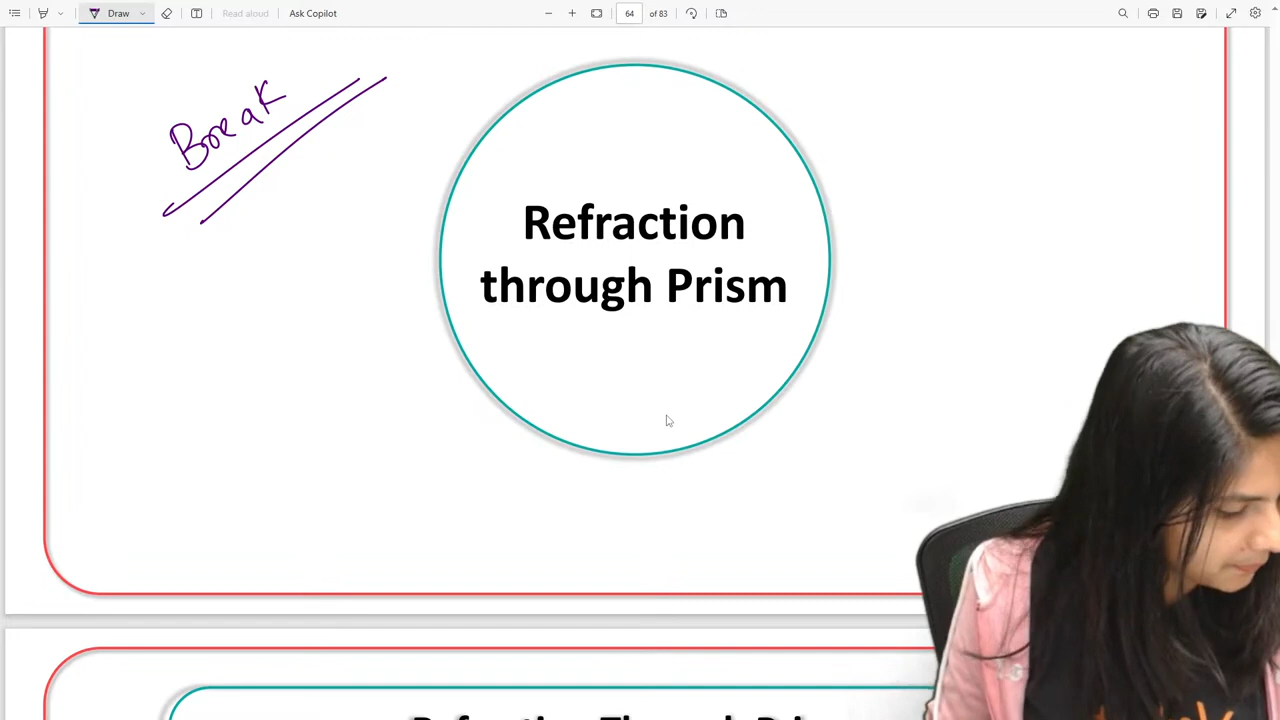 Draw
Read aloud
Ask Copilot
64 of 83
Break
Refraction
through Prism